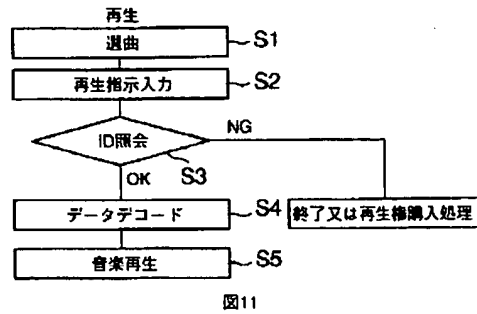 再生
選曲
S1
再生指示入力
S2
ID照会
NG
S3
OK
データデコード
S4
終了又は再生権購入処理
音楽再生
S5
図11